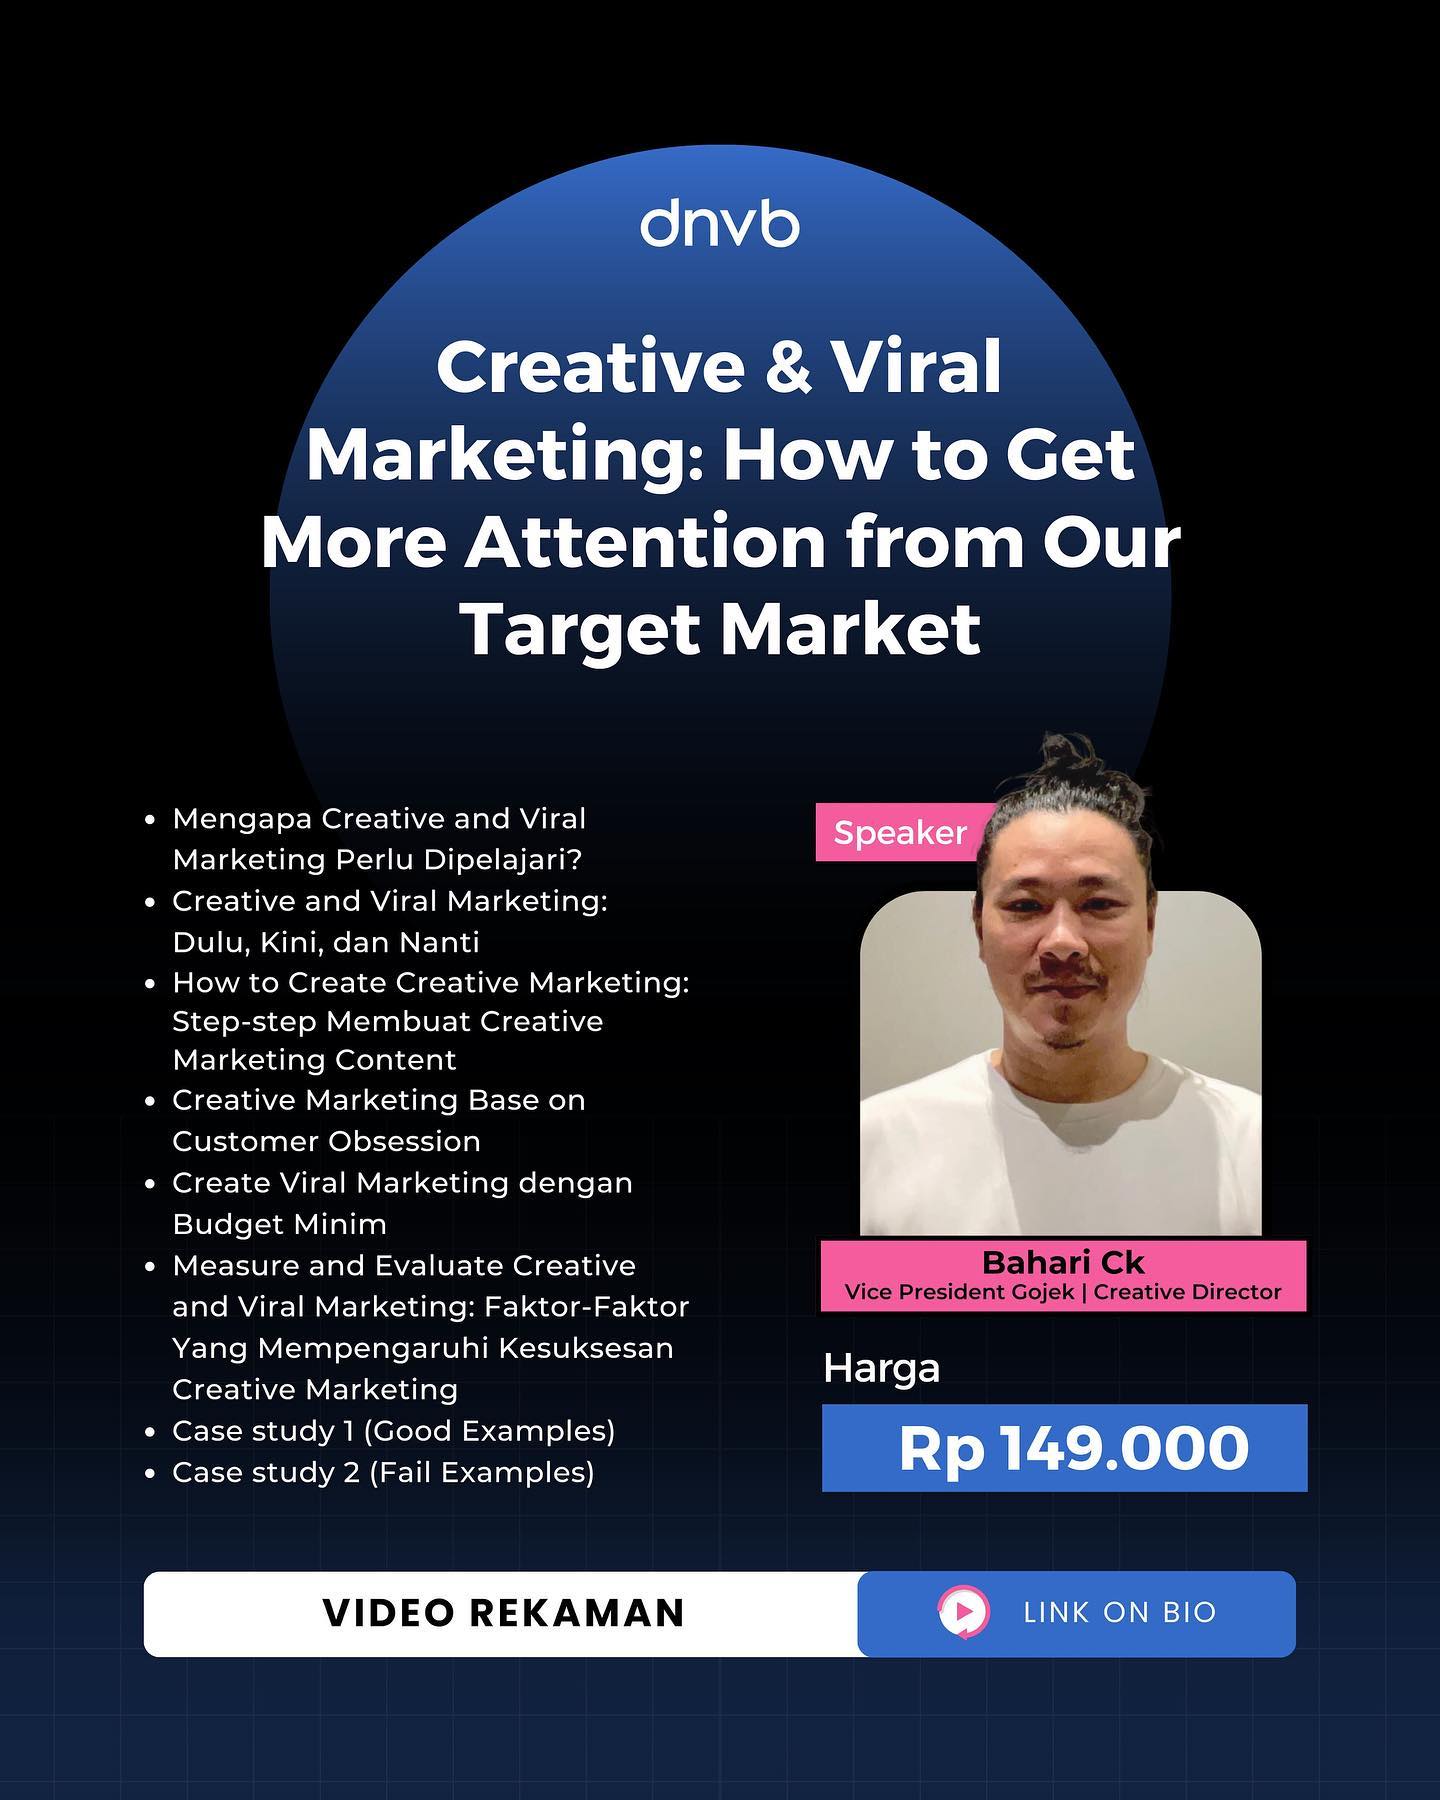 dnvb
Creative & Viral
Marketing: How to Get
More Attention from Our
Target Market
• Mengapa Creative and Viral
Marketing Perlu Dipelajari?
• Creative and Viral Marketing:
Dulu, Kini, dan Nanti
• How to Create Creative Marketing:
Step-step Membuat Creative
Marketing Content
• Creative Marketing Base on
Customer Obsession
• Create Viral Marketing dengan
Budget Minim
• Measure and Evaluate Creative
and Viral Marketing: Faktor-Faktor
Yang Mempengaruhi Kesuksesan
Creative Marketing
• Case study 1 (Good Examples)
• Case study 2 (Fail Examples)
Speaker
Bahari Ck
Vice President Gojek | Creative Director
Harga
Rp 149.000
VIDEO REKAMAN
LINK ON BIO